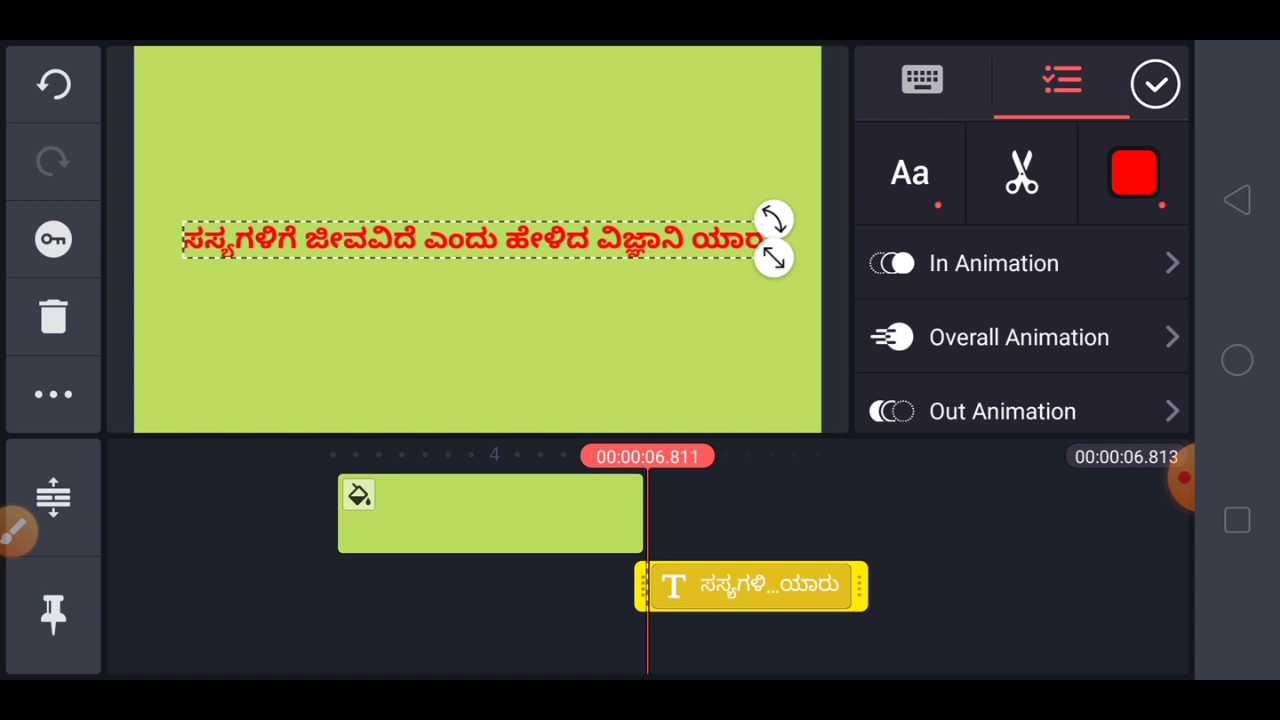 ಸಸ್ಯಗಳಿಗೆ ಜೀವವಿದೆ ಎಂದು ಹೇಳಿದ ವಿಜ್ಞಾನಿ ಯಾರು
Aa
In Animation
Overall Animation
Out Animation
4
00:00:06.811
00:00:06.813
T ಸಸ್ಯಗಳಿ...ಯಾರು